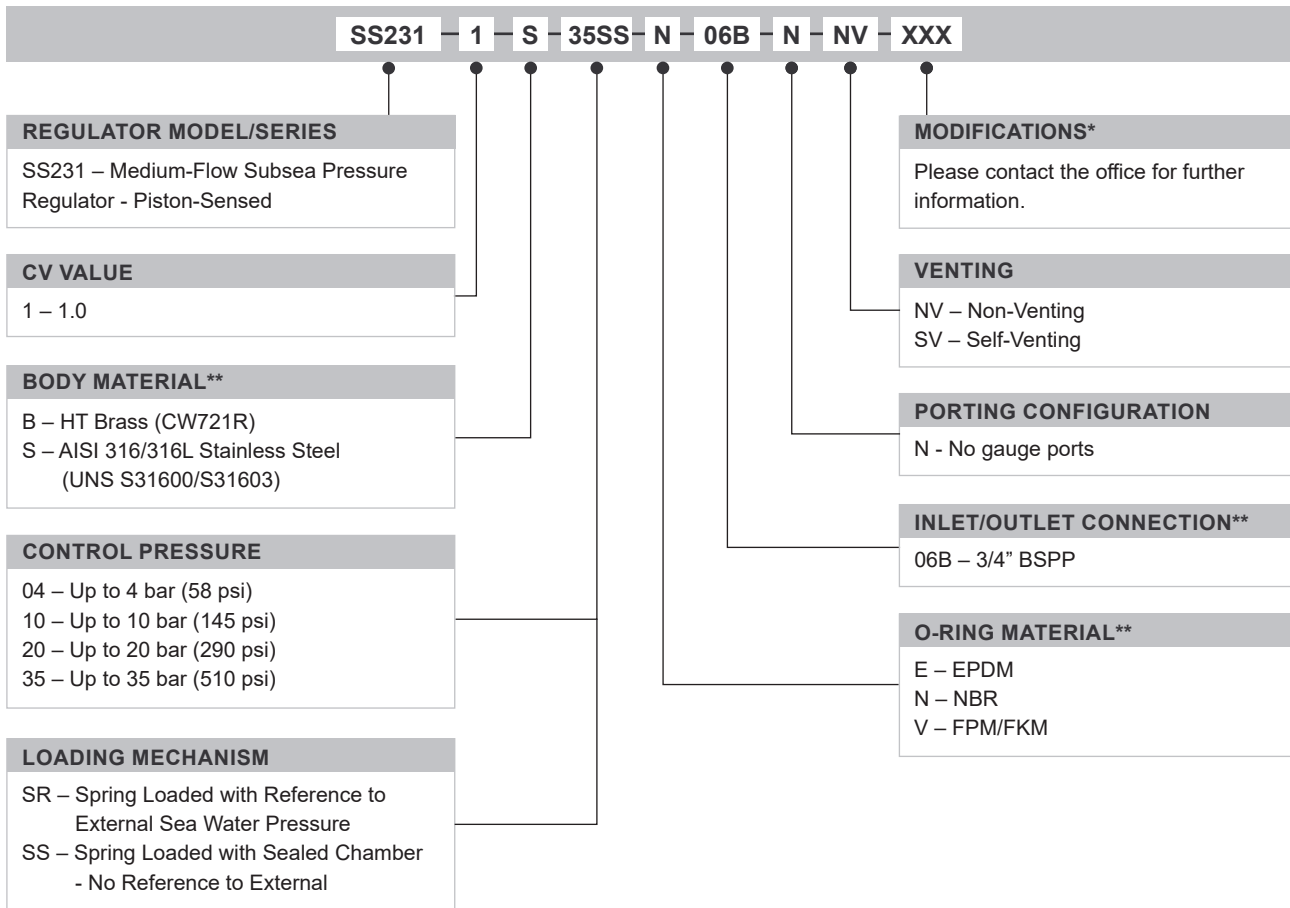 SS231 - 1 - S - 35SS - N - 06B - N - NV - XXX
REGULATOR MODEL/SERIES
SS231 – Medium-Flow Subsea Pressure
Regulator - Piston-Sensed
CV VALUE
1 – 1.0
BODY MATERIAL**
B – HT Brass (CW721R)
S – AISI 316/316L Stainless Steel
(UNS S31600/S31603)
CONTROL PRESSURE
04 – Up to 4 bar (58 psi)
10 – Up to 10 bar (145 psi)
20 – Up to 20 bar (290 psi)
35 – Up to 35 bar (510 psi)
LOADING MECHANISM
SR – Spring Loaded with Reference to
External Sea Water Pressure
SS – Spring Loaded with Sealed Chamber
- No Reference to External
MODIFICATIONS*
Please contact the office for further
information.
VENTING
NV – Non-Venting
SV – Self-Venting
PORTING CONFIGURATION
N - No gauge ports
INLET/OUTLET CONNECTION**
06B – 3/4” BSPP
O-RING MATERIAL**
E – EPDM
N – NBR
V – FPM/FKM